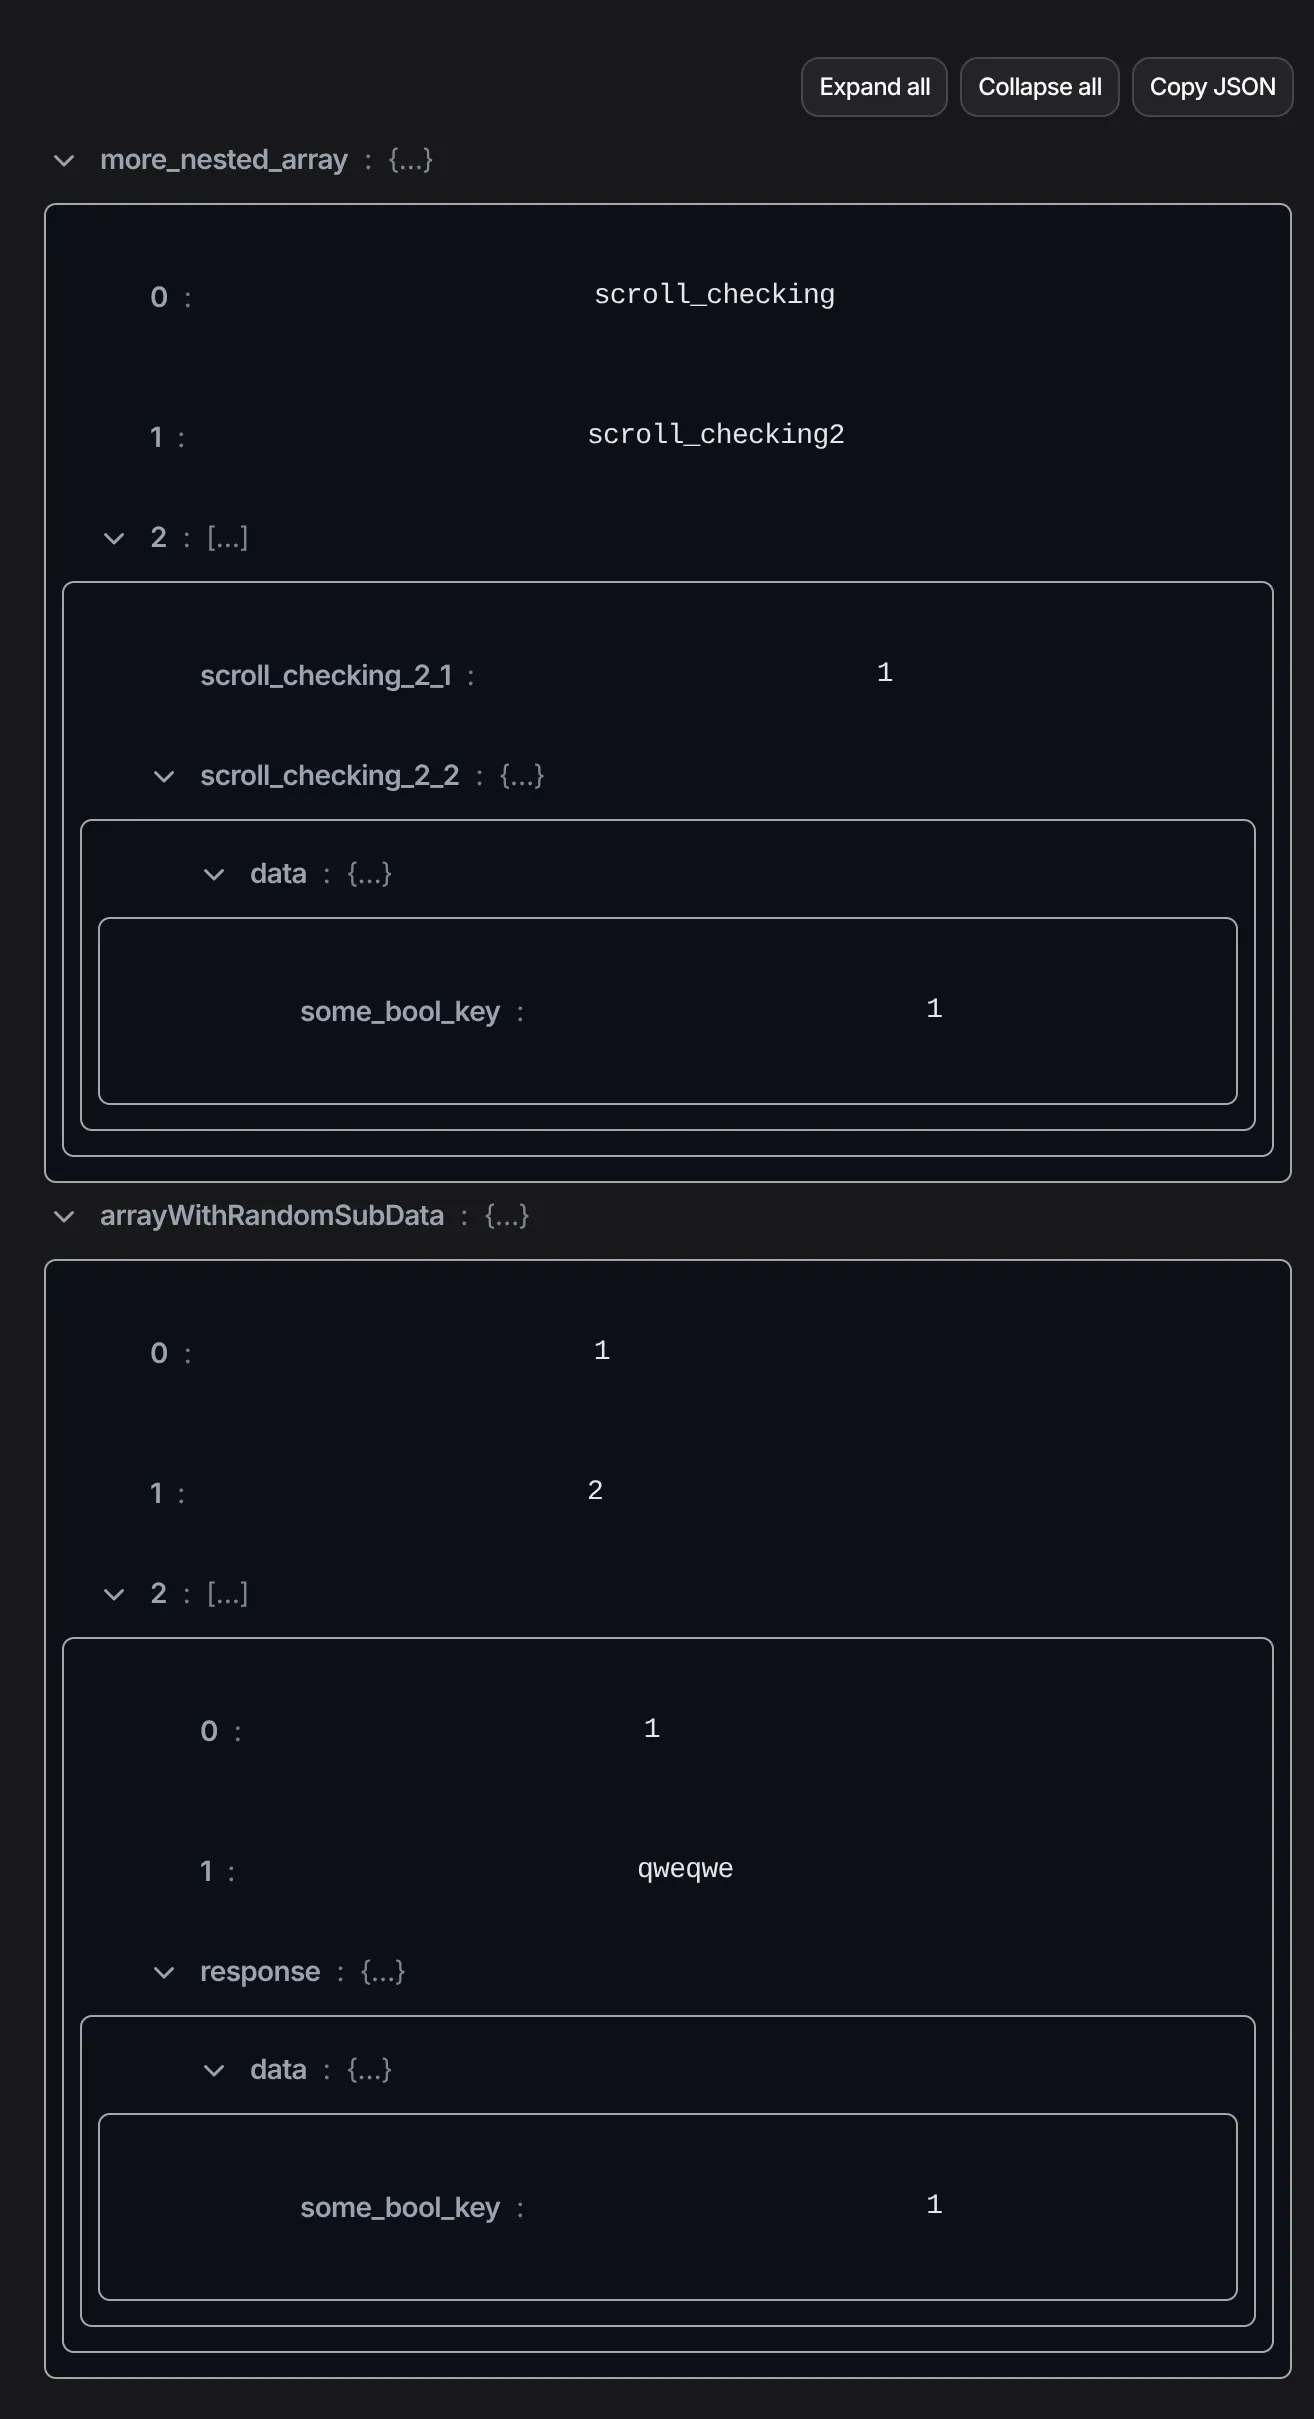 Expand all Collapse all Copy JSON
more_nested_array : {...}
0 : scroll_checking
1 : scroll_checking2
2 : [...]
scroll_checking_2_1 : 1
scroll_checking_2_2 : {...}
data : {...}
some_bool_key : 1
arrayWithRandomSubData : {...}
0 : 1
1 : 2
2 : [...]
0 : 1
1 : qweqwe
response : {...}
data : {...}
some_bool_key : 1